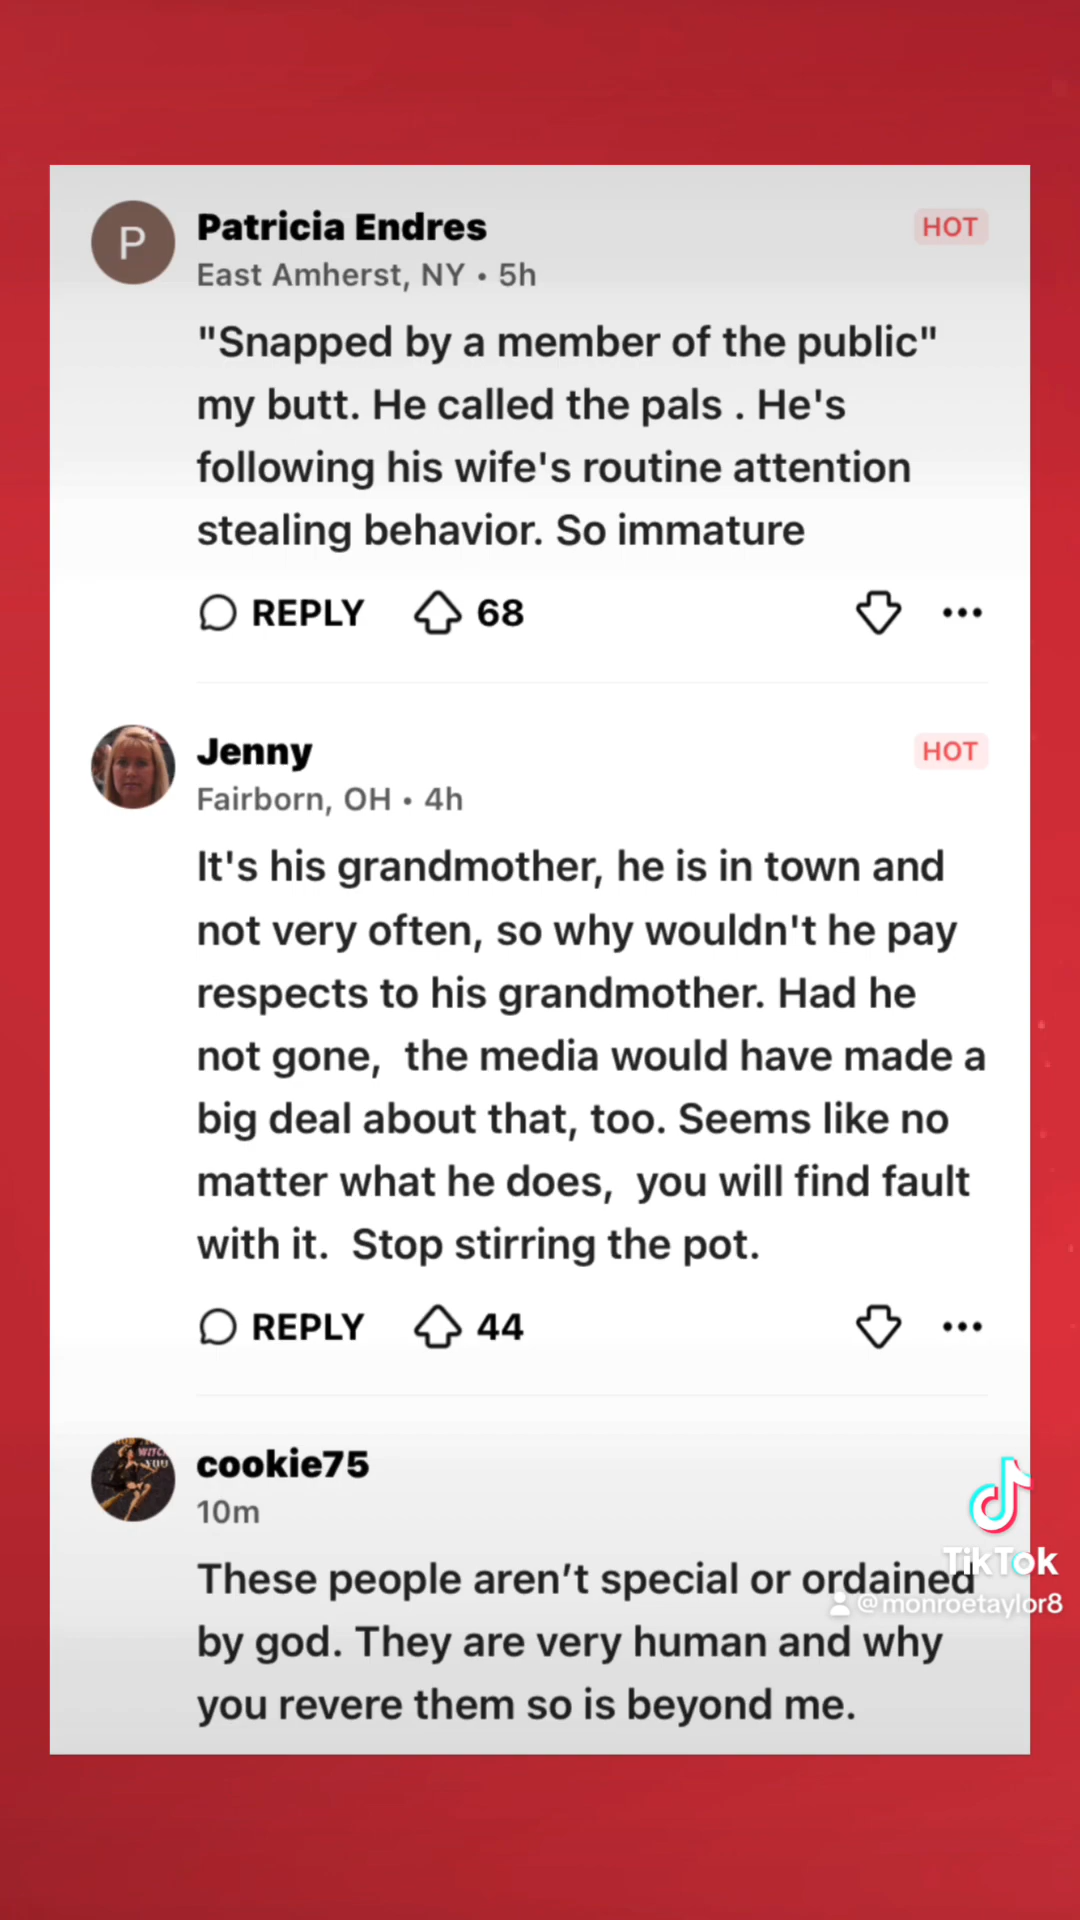 P
Patricia Endres
HOT
East Amherst, NY • 5h
"Snapped by a member of the public"
my butt. He called the pals . He's
following his wife's routine attention
stealing behavior. So immature
REPLY
68
Jenny
HOT
Fairborn, OH • 4h
It's his grandmother, he is in town and
not very often, so why wouldn't he pay
respects to his grandmother. Had he
not gone,  the media would have made a
big deal about that, too. Seems like no
matter what he does,  you will find fault
with it.  Stop stirring the pot.
REPLY
44
WITCH
YOU
cookie75
10m
TikTok
@monroetaylor8
These people aren’t special or ordained
by god. They are very human and why
you revere them so is beyond me.